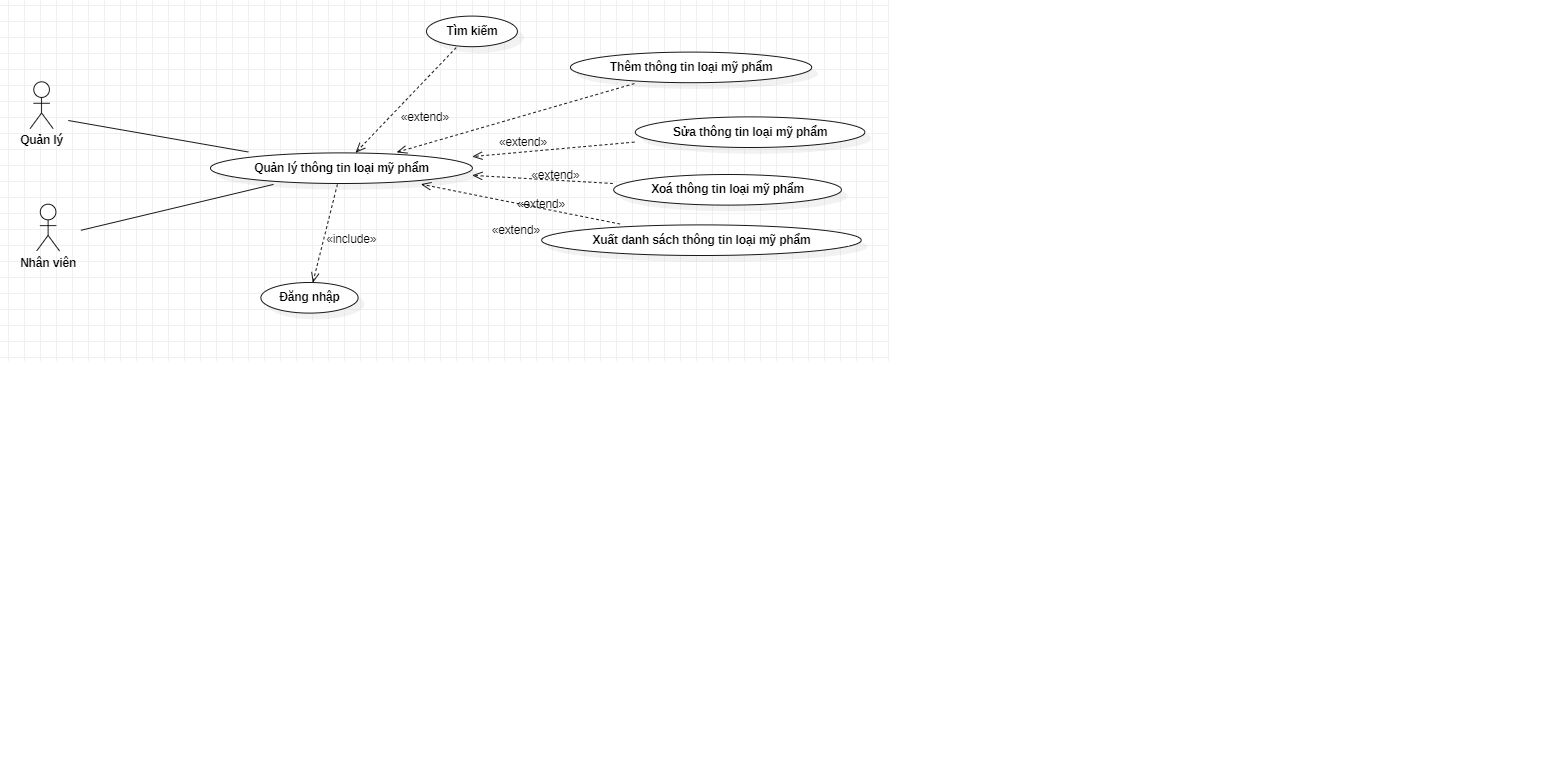 Tìm kiếm
Thêm thông tin loại mỹ phẩm
«extend»
Sửa thông tin loại mỹ phẩm
Quản lý
«extend»
Quản lý thông tin loại mỹ phẩm
«extend»
Xoá thông tin loại mỹ phẩm
«extend»
«extend»
Xuất danh sách thông tin loại mỹ phẩm
«include»
Nhân viên
Đăng nhập